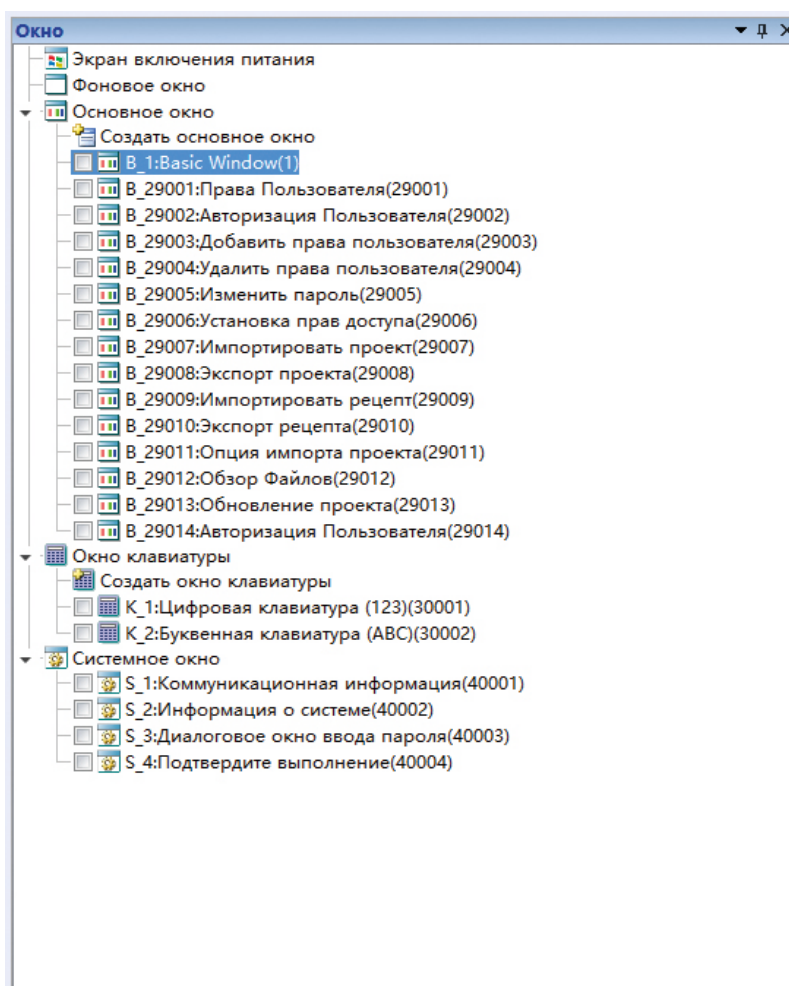 Окно
Экран включения питания
Фоновое окно
Основное окно
Создать основное окно
B_1:Basic Window(1)
B_29001:Права Пользователя(29001)
B_29002:Авторизация Пользователя(29002)
B_29003:Добавить права пользователя(29003)
B_29004:Удалить права пользователя(29004)
B_29005:Изменить пароль(29005)
B_29006:Установка прав доступа(29006)
B_29007:Импортировать проект(29007)
B_29008:Экспорт проекта(29008)
B_29009:Импортировать рецепт(29009)
B_29010:Экспорт рецепта(29010)
B_29011:Опция импорта проекта(29011)
B_29012:Обзор Файлов(29012)
B_29013:Обновление проекта(29013)
B_29014:Авторизация Пользователя(29014)
Окно клавиатуры
Создать окно клавиатуры
K_1:Цифровая клавиатура (123)(30001)
K_2:Буквенная клавиатура (ABC)(30002)
Системное окно
S_1:Коммуникационная информация(40001)
S_2:Информация о системе(40002)
S_3:Диалоговое окно ввода пароля(40003)
S_4:Подтвердите выполнение(40004)